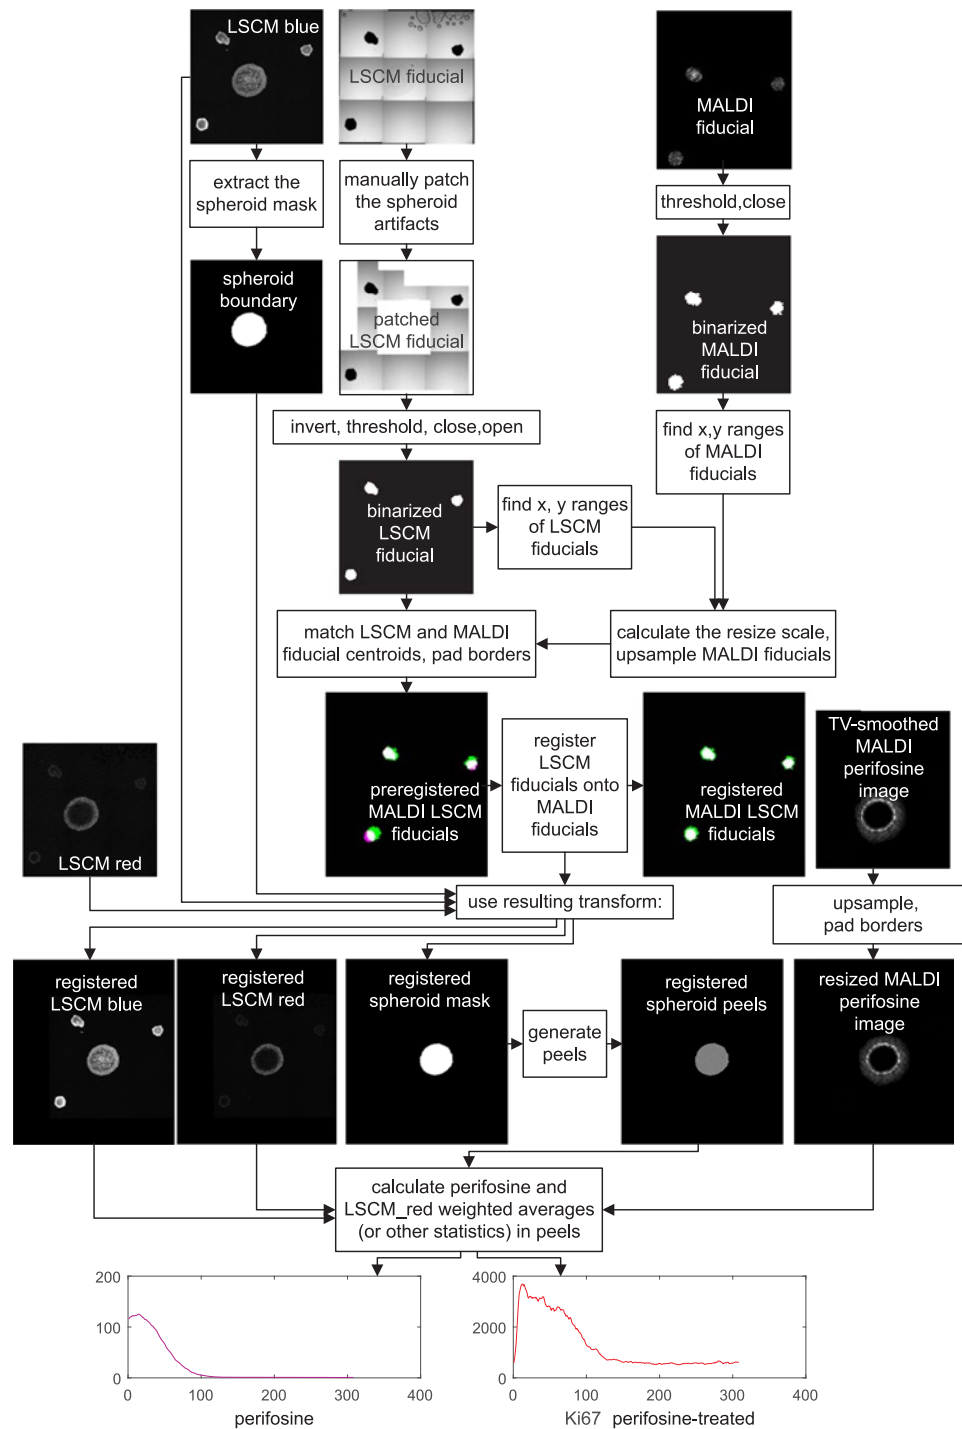 LSCM blue
LSCM fiducial
MALDI
fiducial
extract the
spheroid mask
manually patch
the spheroid
artifacts
threshold,close
spheroid
boundary
patched
LSCM fiducial
binarized
MALDI
fiducial
invert, threshold, close,open
find x,y ranges
of MALDI
fiducials
binarized
LSCM
fiducial
find x, y ranges
of LSCM
fiducials
match LSCM and MALDI
fiducial centroids, pad borders
calculate the resize scale,
upsample MALDI fiducials
LSCM red
preregistered
MALDI LSCM
fiducials
register
LSCM
fiducials onto
MALDI
fiducials
registered
MALDI LSCM
fiducials
TV-smoothed
MALDI
perifosine
image
use resulting transform:
upsample,
pad borders
registered
LSCM blue
registered
LSCM red
registered
spheroid mask
generate
peels
registered
spheroid peels
resized MALDI
perifosine
image
calculate perifosine and
LSCM_red weighted averages
(or other statistics) in peels
200
100
0
0 100 200 300 400
perifosine
4000
2000
0
0 100 200 300 400
Ki67 perifosine-treated